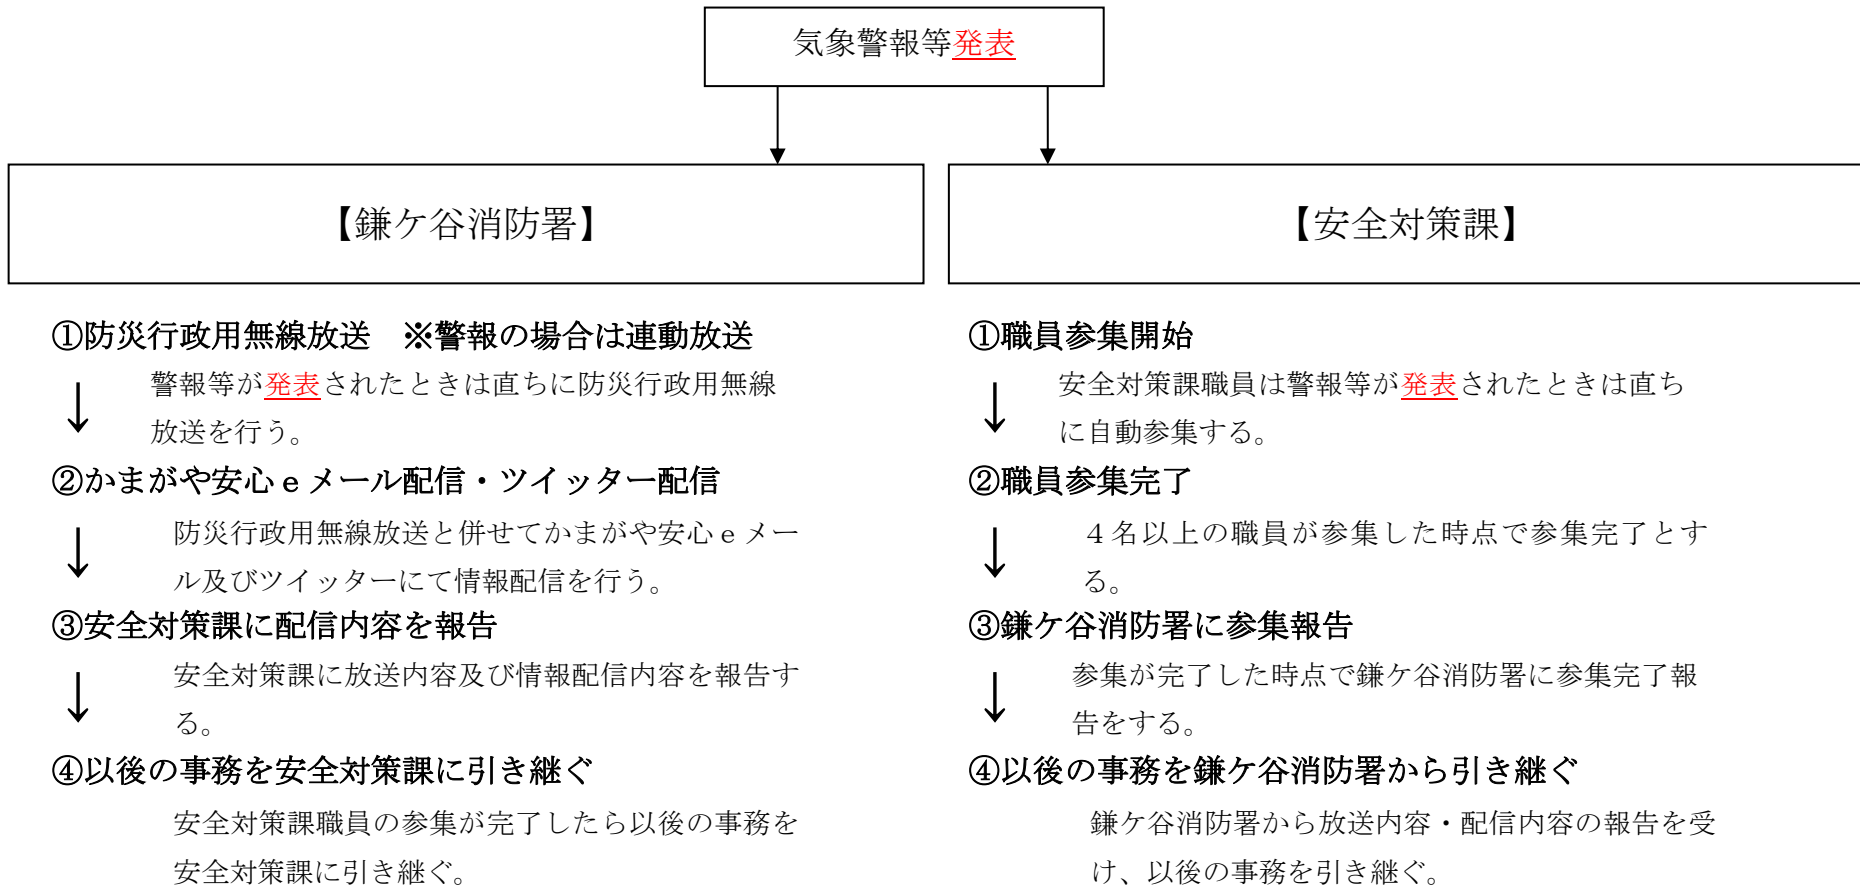 気象警報等発表
【鎌ケ谷消防署】
①防災行政用無線放送　※警報の場合は連動放送
警報等が発表されたときは直ちに防災行政用無線
放送を行う。
②かまがや安心ｅメール配信・ツイッター配信
防災行政用無線放送と併せてかまがや安心ｅメー
ル及びツイッターにて情報配信を行う。
③安全対策課に配信内容を報告
安全対策課に放送内容及び情報配信内容を報告す
る。
④以後の事務を安全対策課に引き継ぐ
安全対策課職員の参集が完了したら以後の事務を
安全対策課に引き継ぐ。
【安全対策課】
①職員参集開始
安全対策課職員は警報等が発表されたときは直ち
に自動参集する。
②職員参集完了
４名以上の職員が参集した時点で参集完了とす
る。
③鎌ケ谷消防署に参集報告
参集が完了した時点で鎌ケ谷消防署に参集完了報
告をする。
④以後の事務を鎌ケ谷消防署から引き継ぐ
鎌ケ谷消防署から放送内容・配信内容の報告を受
け、以後の事務を引き継ぐ。